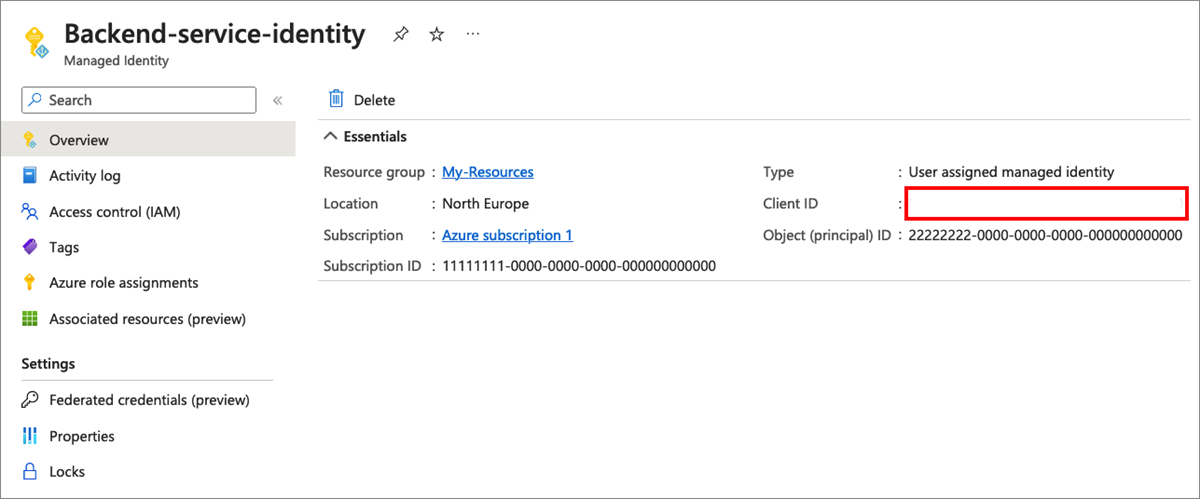 Backend-service-identity
Managed Identity
Search
Overview
Activity log
Access control (IAM)
Tags
Azure role assignments
Associated resources (preview)
Settings
Federated credentials (preview)
Properties
Locks
Delete
Essentials
Resource group : My-Resources
Location : North Europe
Subscription : Azure subscription 1
Subscription ID : 11111111-0000-0000-0000-000000000000
Type : User assigned managed identity
Client ID :
Object (principal) ID : 22222222-0000-0000-0000-000000000000